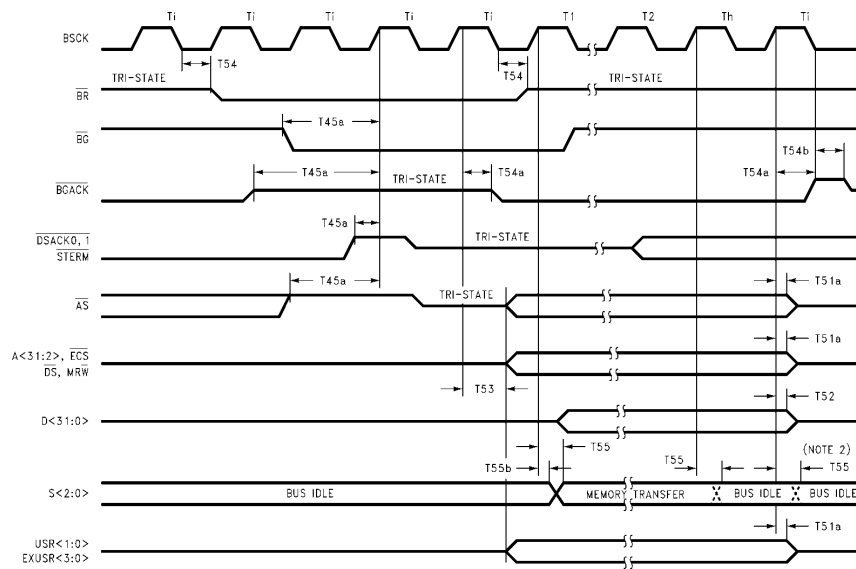 Ti Ti Ti Ti Ti T1 T2 Th Ti
BSCK
T54 T54
TRI-STATE TRI-STATE
BR
T45a
BG
T54b
T45a TRI-STATE T54a T54a
BGACK
T45a
DSACK0, 1
STERM
TRI-STATE
T45a T51a
TRI-STATE
AS
T51a
A<31:2>, ECS
DS, MRW
T53 T52
D<31:0>
(NOTE 2)
T55 T55 T55
T55b
S<2:0> BUS IDLE MEMORY TRANSFER BUS IDLE BUS IDLE
T51a
USR<1:0>
EXUSR<3:0>